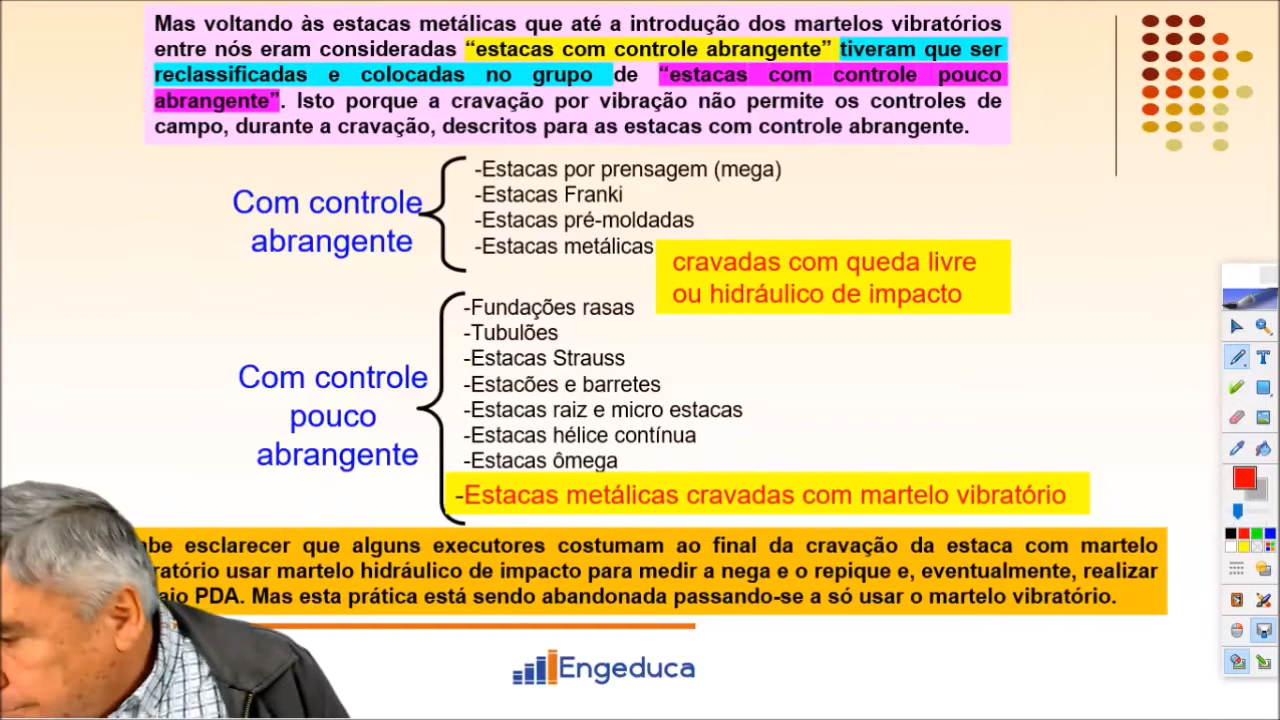 Mas voltando às estacas metálicas que até a introdução dos martelos vibratórios
entre nós eram consideradas “estacas com controle abrangente” tiveram que ser
reclassificadas e colocadas no grupo de “estacas com controle pouco
abrangente”. Isto porque a cravação por vibração não permite os controles de
campo, durante a cravação, descritos para as estacas com controle abrangente.
Com controle
abrangente
-Estacas por prensagem (mega)
-Estacas Franki
-Estacas pré-moldadas
-Estacas metálicas
cravadas com queda livre
ou hidráulico de impacto
Com controle
pouco
abrangente
-Fundações rasas
-Tubulões
-Estacas Strauss
-Estacões e barretes
-Estacas raiz e micro estacas
-Estacas hélice contínua
-Estacas ômega
-Estacas metálicas cravadas com martelo vibratório
esclarecer que alguns executores costumam ao final da cravação da estaca com martelo
usar martelo hidráulico de impacto para medir a nega e o repique e, eventualmente, realizar
PDA. Mas esta prática está sendo abandonada passando-se a só usar o martelo vibratório.
Engeduca
T